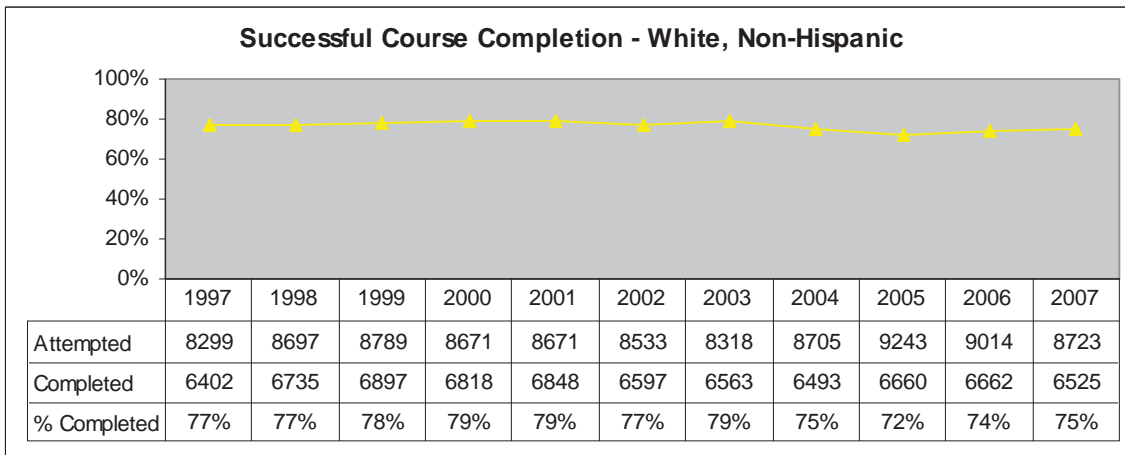 Successful Course Completion - White, Non-Hispanic
100%
80%
60%
40%
20%
0%
1997 1998 1999 2000 2001 2002 2003 2004 2005 2006 2007
Attempted 8299 8697 8789 8671 8671 8533 8318 8705 9243 9014 8723
Completed 6402 6735 6897 6818 6848 6597 6563 6493 6660 6662 6525
% Completed 77% 77% 78% 79% 79% 77% 79% 75% 72% 74% 75%